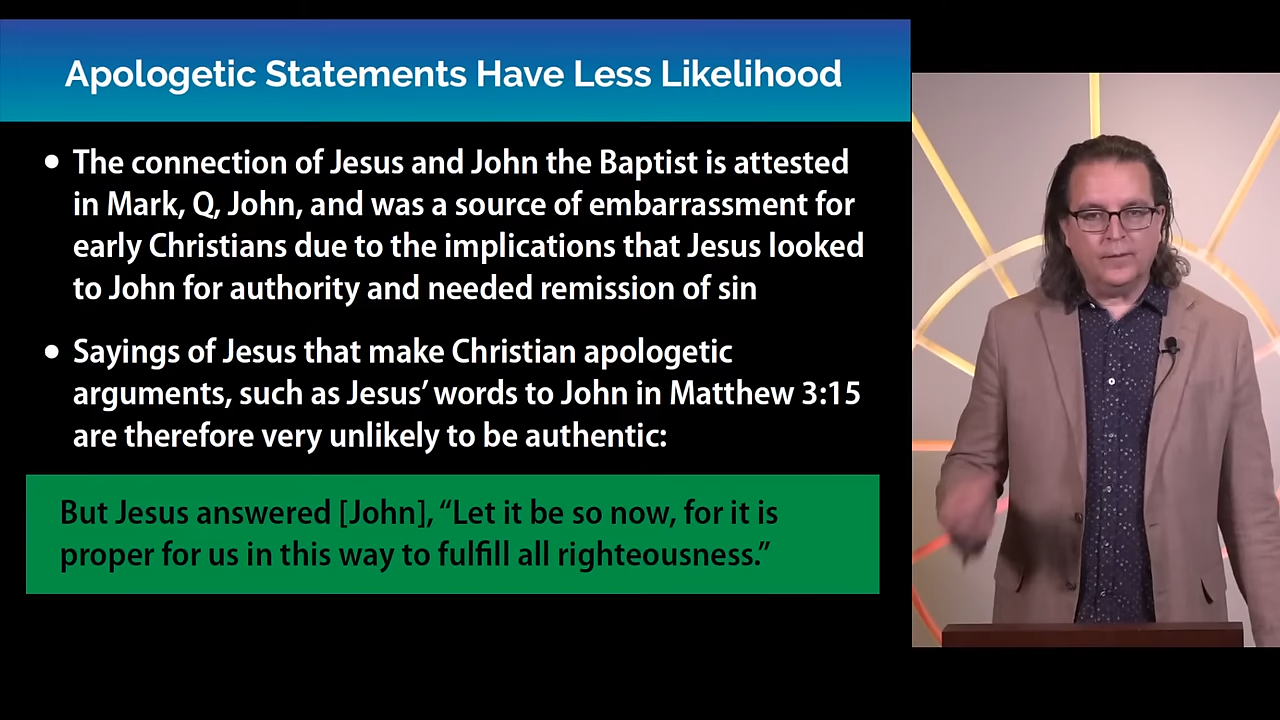 Apologetic Statements Have Less Likelihood
• The connection of Jesus and John the Baptist is attested
in Mark, Q, John, and was a source of embarrassment for
early Christians due to the implications that Jesus looked
to John for authority and needed remission of sin
• Sayings of Jesus that make Christian apologetic
arguments, such as Jesus’ words to John in Matthew 3:15
are therefore very unlikely to be authentic:
But Jesus answered [John], “Let it be so now, for it is
proper for us in this way to fulfill all righteousness.”